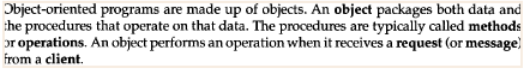 Object-oriented programs are made up of objects. An object packages both data and
the procedures that operate on that data. The procedures are typically called methods
or operations. An object performs an operation when it receives a request (or message)
from a client.